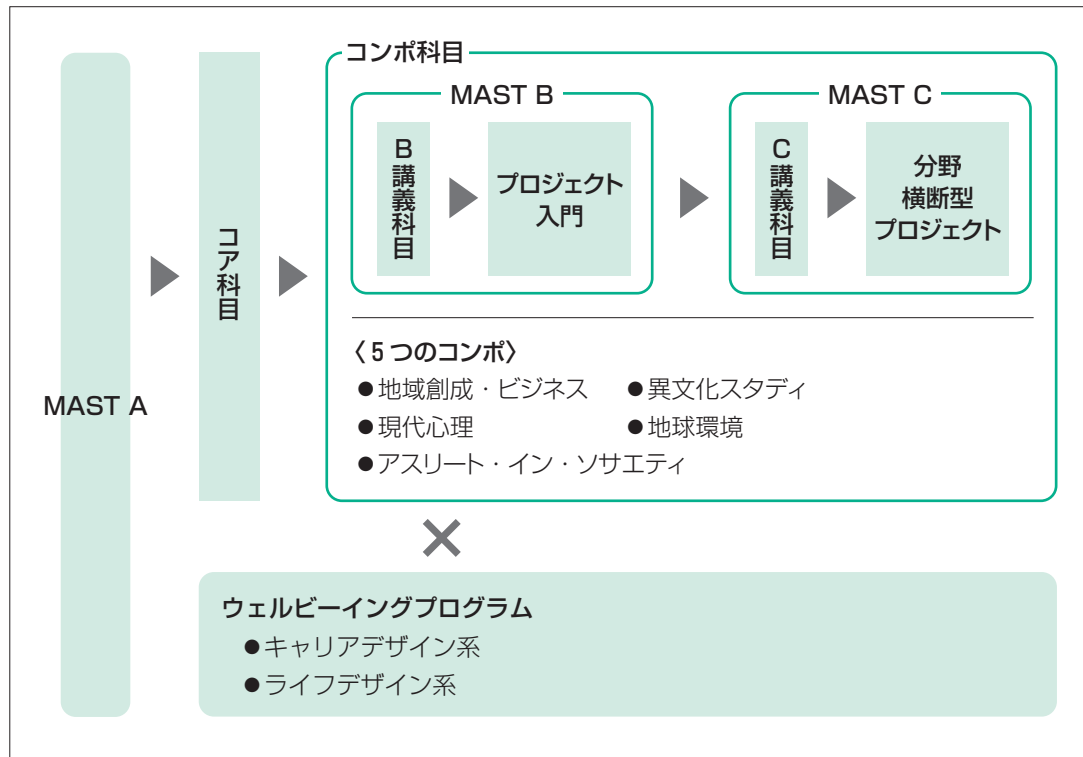 MAST A
コア科目
コンポ科目
MAST B
B講義科目
プロジェクト
入門
MAST C
C講義科目
分野
横断型
プロジェクト
〈5つのコンポ〉
●地域創成・ビジネス ●異文化スタディ
●現代心理 ●地球環境
●アスリート・イン・ソサエティ
×
ウェルビーイングプログラム
●キャリアデザイン系
●ライフデザイン系